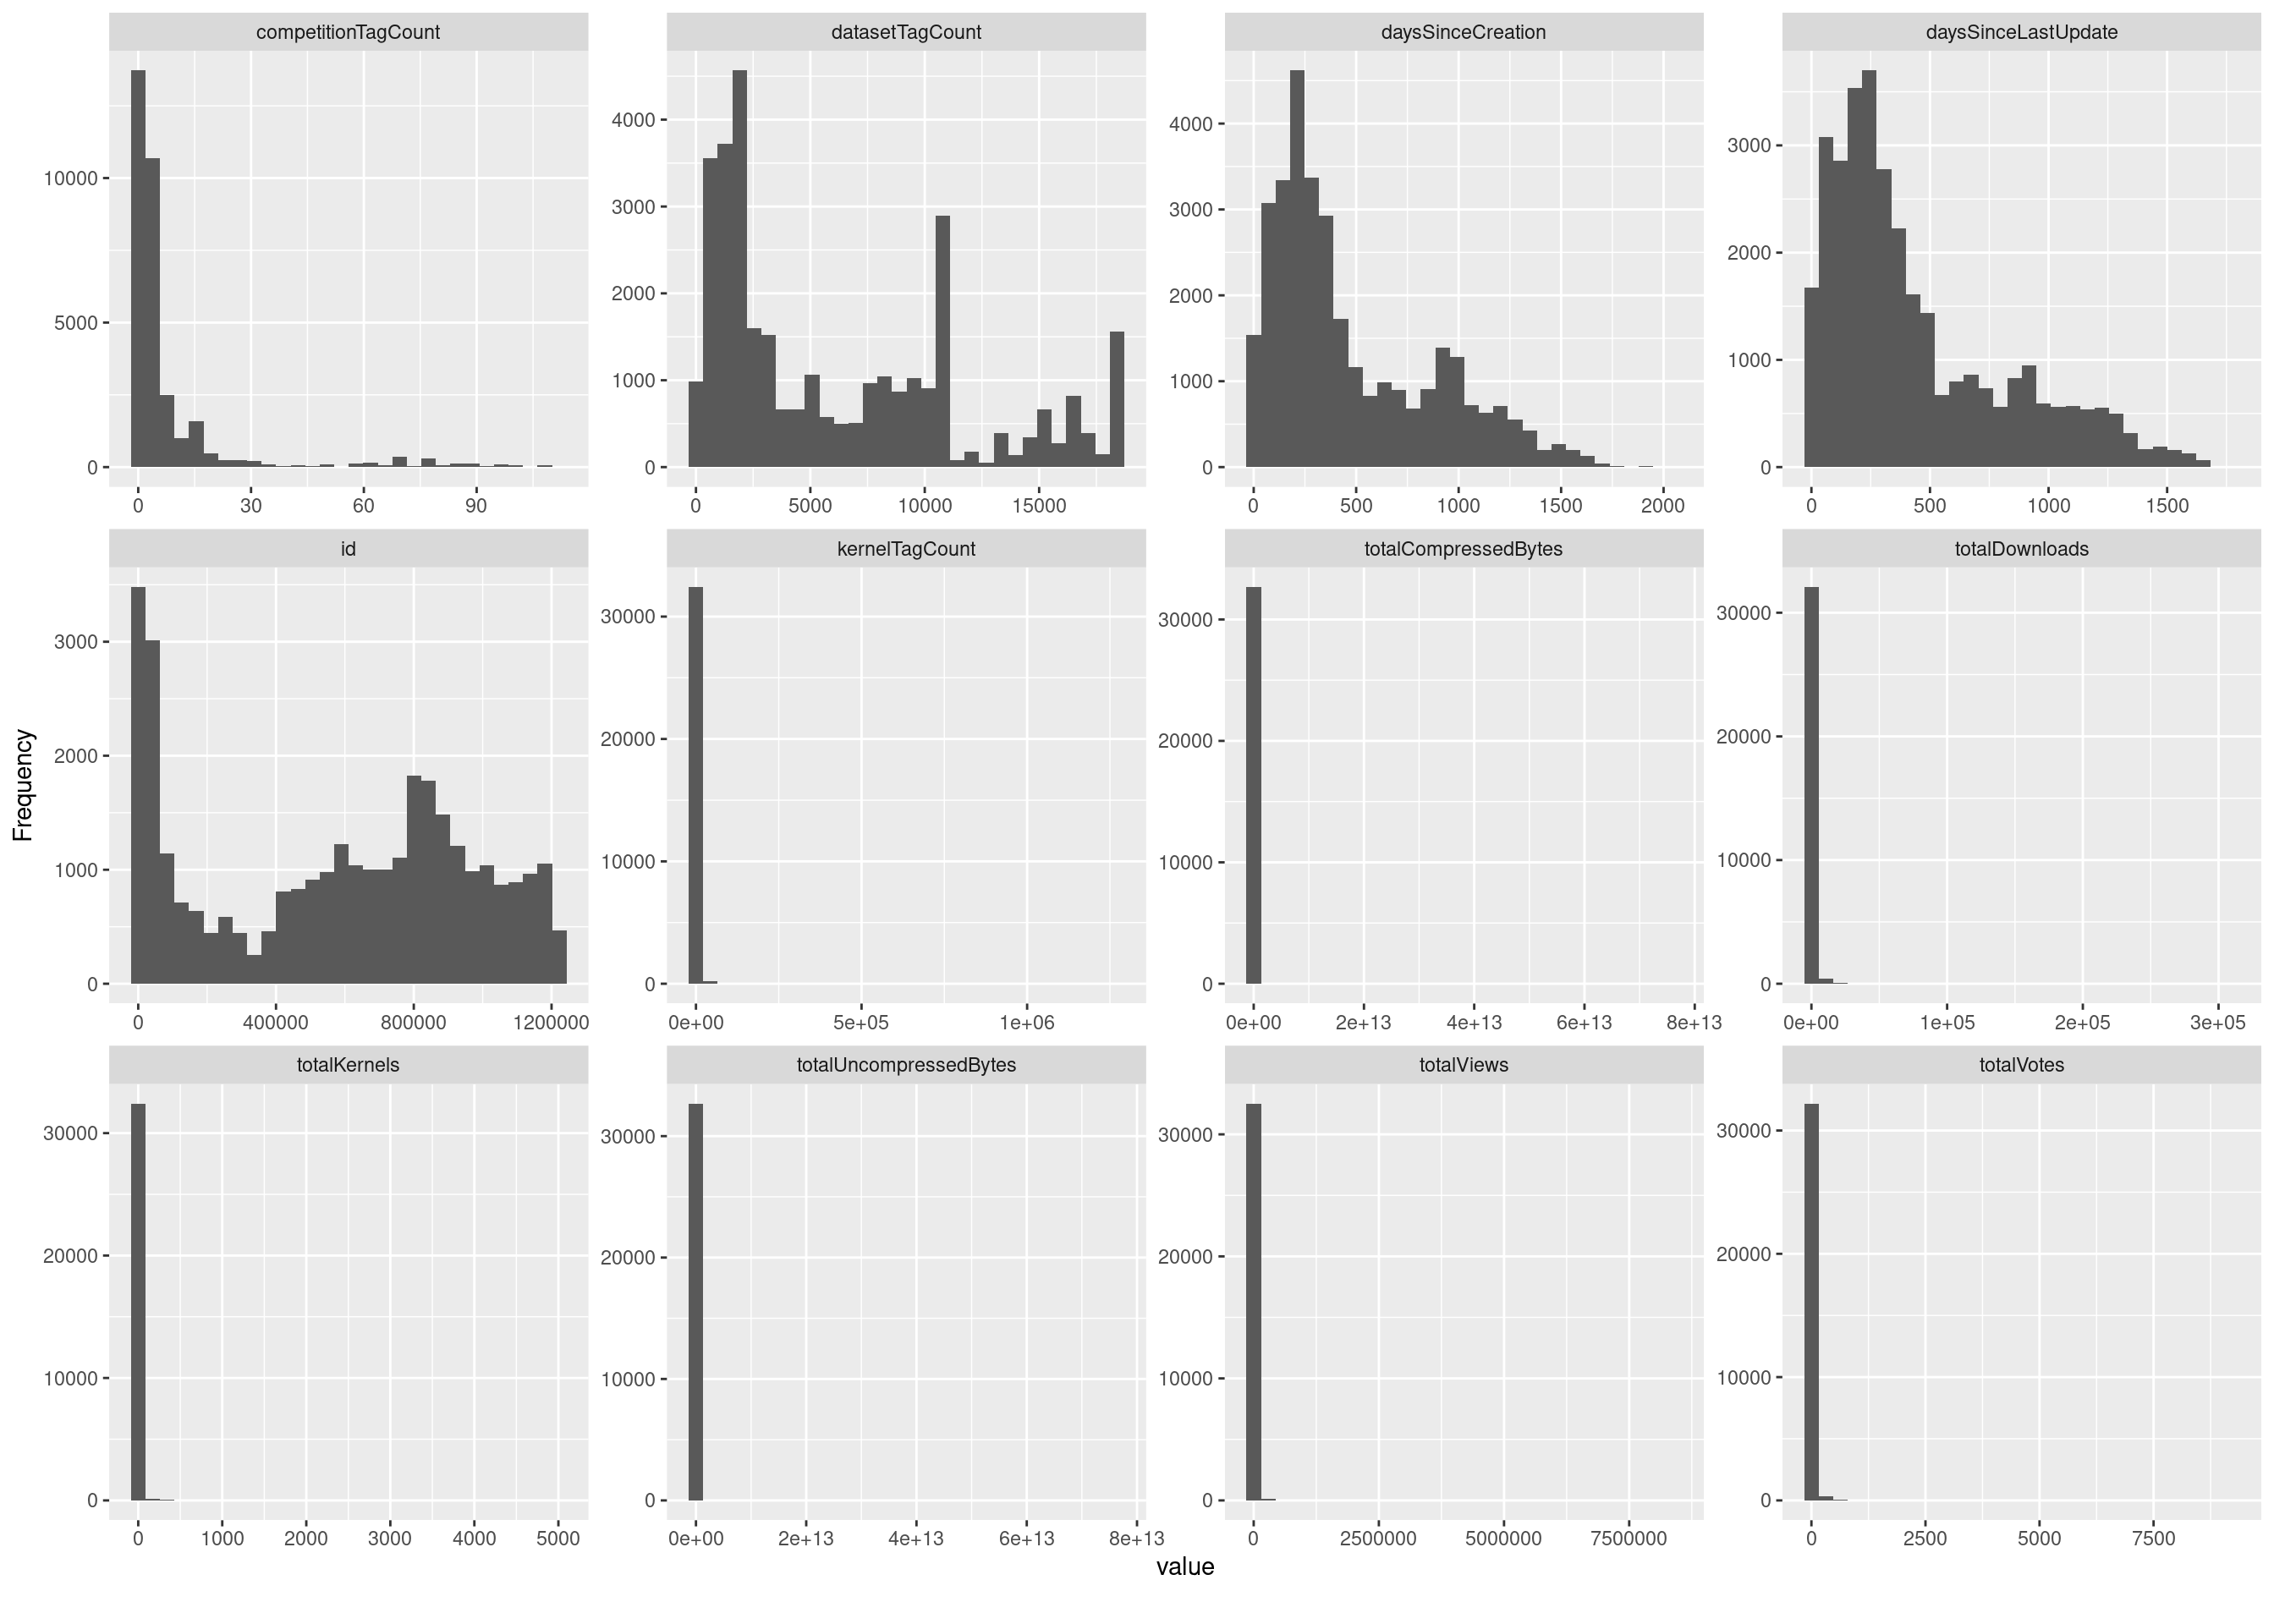 competitionTagCount datasetTagCount daysSinceCreation daysSinceLastUpdate
10000
5000
0
4000
3000
2000
1000
0
4000
3000
2000
1000
0
3000
2000
1000
0
0 30 60 90
0 5000 10000 15000
0 500 1000 1500 2000
0 500 1000 1500
id kernelTagCount totalCompressedBytes totalDownloads
3000
2000
1000
0
30000
20000
10000
0
30000
20000
10000
0
30000
20000
10000
0
0 400000 800000 1200000
0e+00 5e+05 1e+06
0e+00 2e+13 4e+13 6e+13 8e+13
0e+00 1e+05 2e+05 3e+05
totalKernels totalUncompressedBytes totalViews totalVotes
30000
20000
10000
0
30000
20000
10000
0
30000
20000
10000
0
30000
20000
10000
0
0 1000 2000 3000 4000 5000
0e+00 2e+13 4e+13 6e+13 8e+13
0 2500000 5000000 7500000
0 2500 5000 7500
Frequency
value